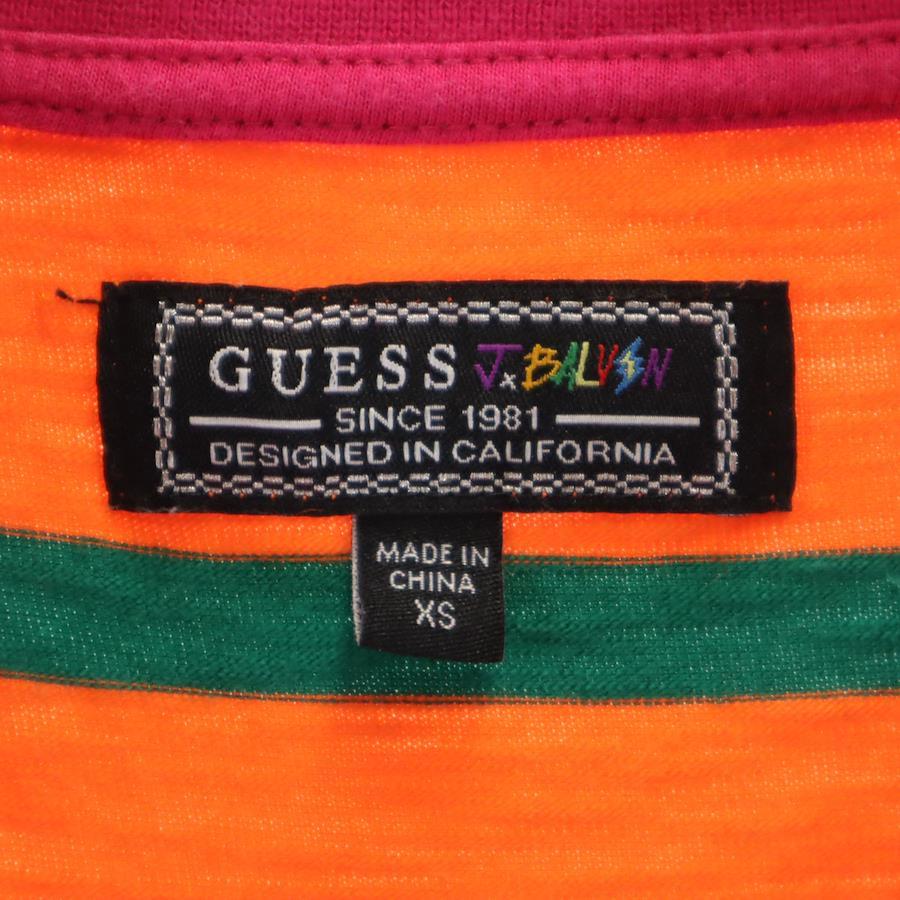 GUESS J x BALVIN
SINCE 1981
DESIGNED IN CALIFORNIA
MADE IN
CHINA
XS